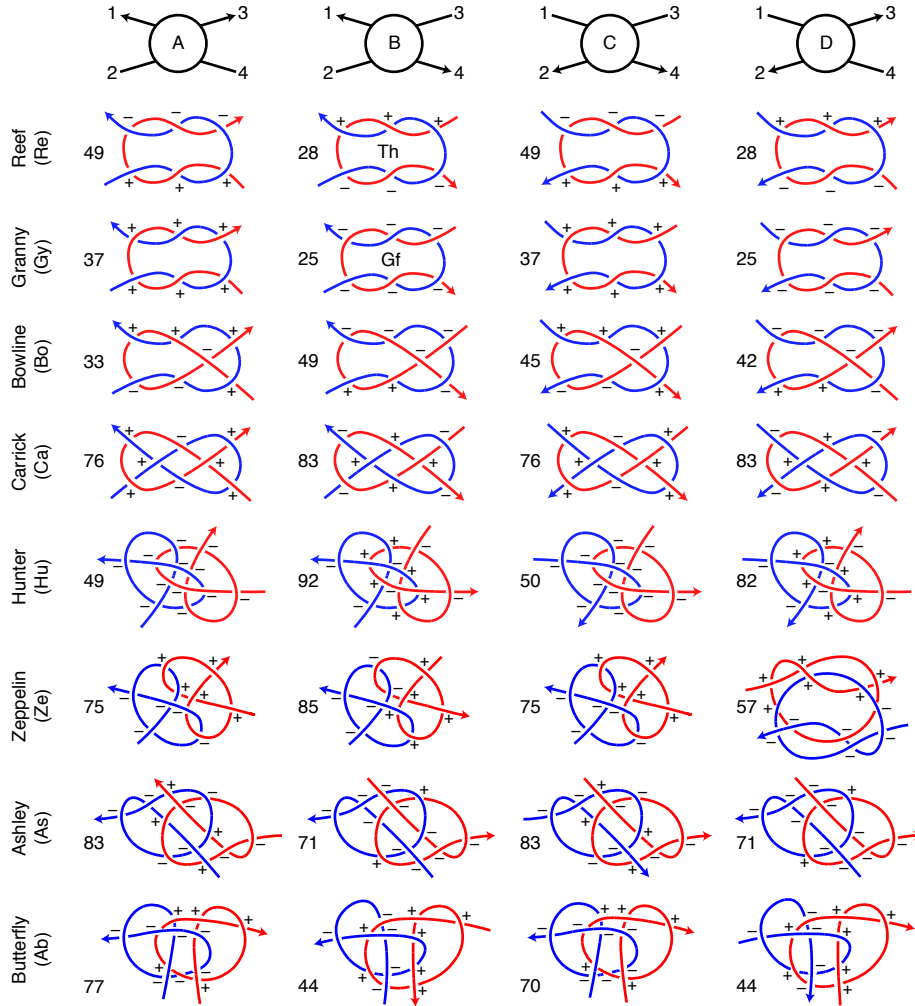 1 3 1 3 1 3 1 3
A B C D
2 4 2 4 2 4 2 4
Reef
(Re)
49 28 Th 49 28
Granny
(Gy)
37 25 Gf 37 25
Bowline
(Bo)
33 49 45 42
Carrick
(Ca)
76 83 76 83
Hunter
(Hu)
49 92 50 82
Zeppelin
(Ze)
75 85 75 57
Ashley
(As)
83 71 83 71
Butterfly
(Ab)
77 44 70 44